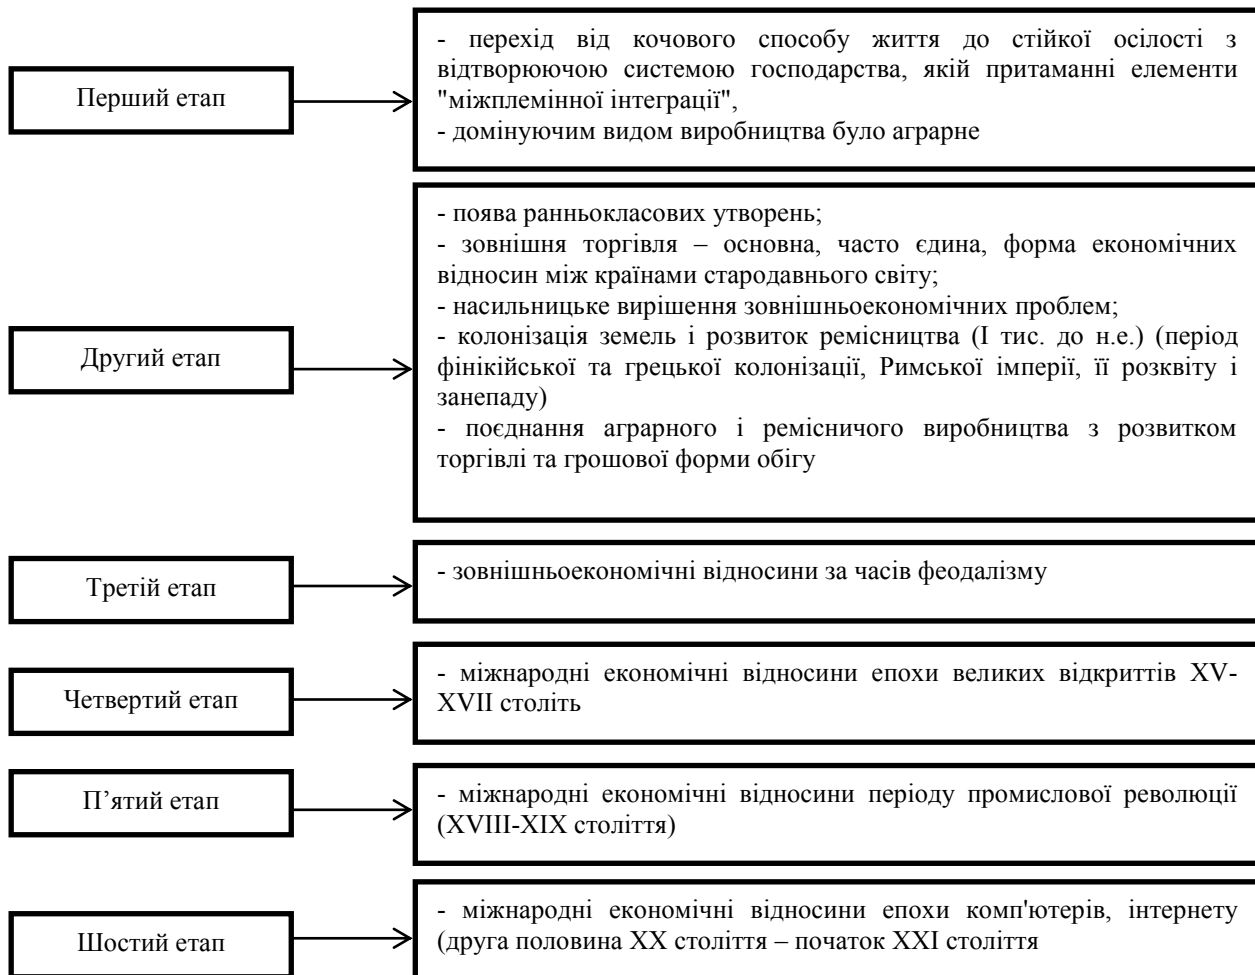 Перший етап
- перехід від кочового способу життя до стійкої осілості з
відтворюючою системою господарства, якій притаманні елементи
"міжплемінної інтеграції",
- домінуючим видом виробництва було аграрне
Другий етап
- поява ранньокласових утворень;
- зовнішня торгівля – основна, часто єдина, форма економічних
відносин між країнами стародавнього світу;
- насильницьке вирішення зовнішньоекономічних проблем;
- колонізація земель і розвиток ремісництва (І тис. до н.е.) (період
фінікійської та грецької колонізації, Римської імперії, її розквіту і
занепаду)
- поєднання аграрного і ремісничого виробництва з розвитком
торгівлі та грошової форми обігу
Третій етап
- зовнішньоекономічні відносини за часів феодалізму
Четвертий етап
- міжнародні економічні відносини епохи великих відкриттів XV-
XVII століть
П’ятий етап
- міжнародні економічні відносини періоду промислової революції
(XVIII-XIX століття)
Шостий етап
- міжнародні економічні відносини епохи комп'ютерів, інтернету
(друга половина XX століття – початок XXI століття